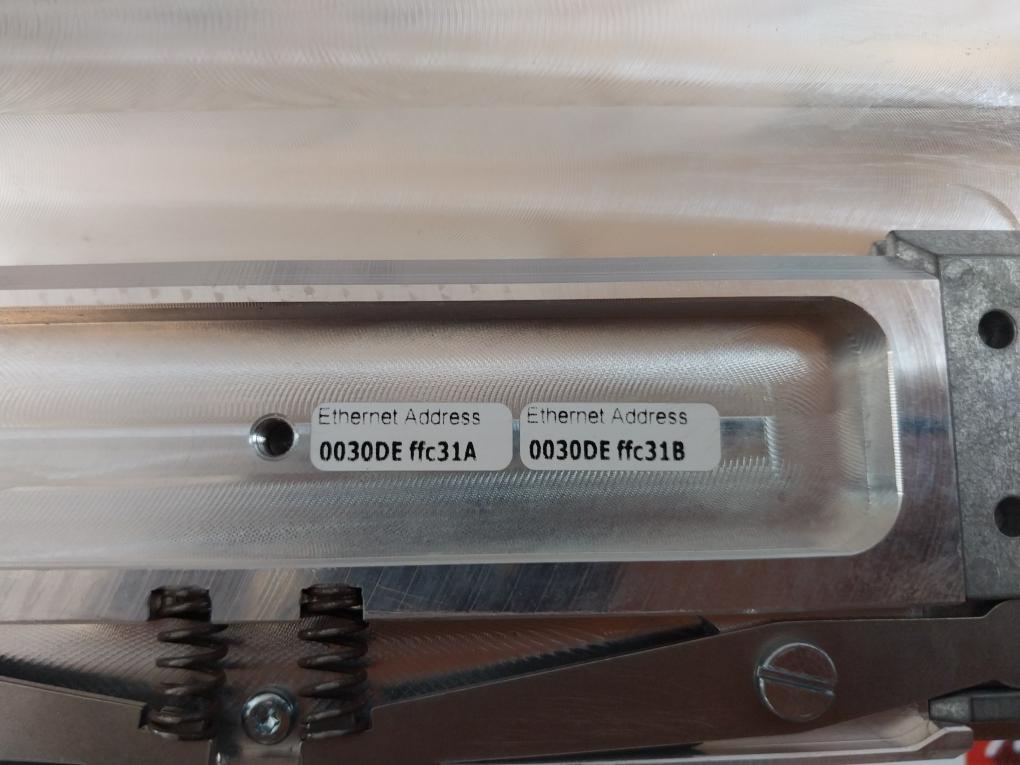 Ethernet Address
0030DE ffc31A
Ethernet Address
0030DE ffc31B